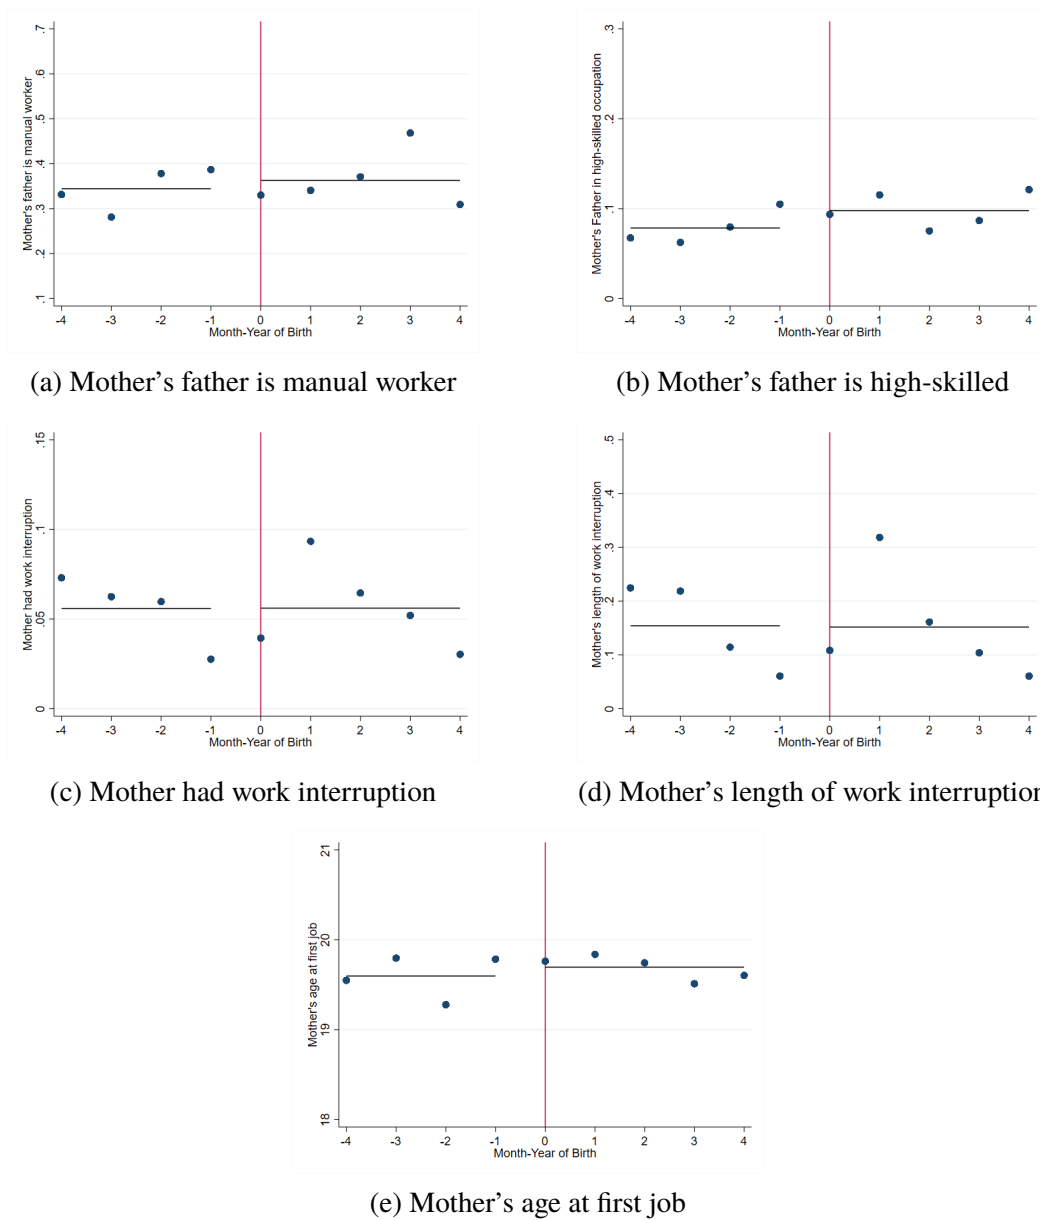 Mother's father is manual worker
.7
.6
.5
.4
.3
.2
.1
-4 -3 -2 -1 0 1 2 3 4
Month-Year of Birth
(a) Mother's father is manual worker
Mother's Father in high-skilled occupation
.3
.2
.1
0
-4 -3 -2 -1 0 1 2 3 4
Month-Year of Birth
(b) Mother's father is high-skilled
Mother had work interruption
.15
.1
.05
0
-4 -3 -2 -1 0 1 2 3 4
Month-Year of Birth
(c) Mother had work interruption
Mother's length of work interruption
.5
.4
.3
.2
.1
0
-4 -3 -2 -1 0 1 2 3 4
Month-Year of Birth
(d) Mother's length of work interruption
Mother's age at first job
21
20
19
18
-4 -3 -2 -1 0 1 2 3 4
Month-Year of Birth
(e) Mother's age at first job